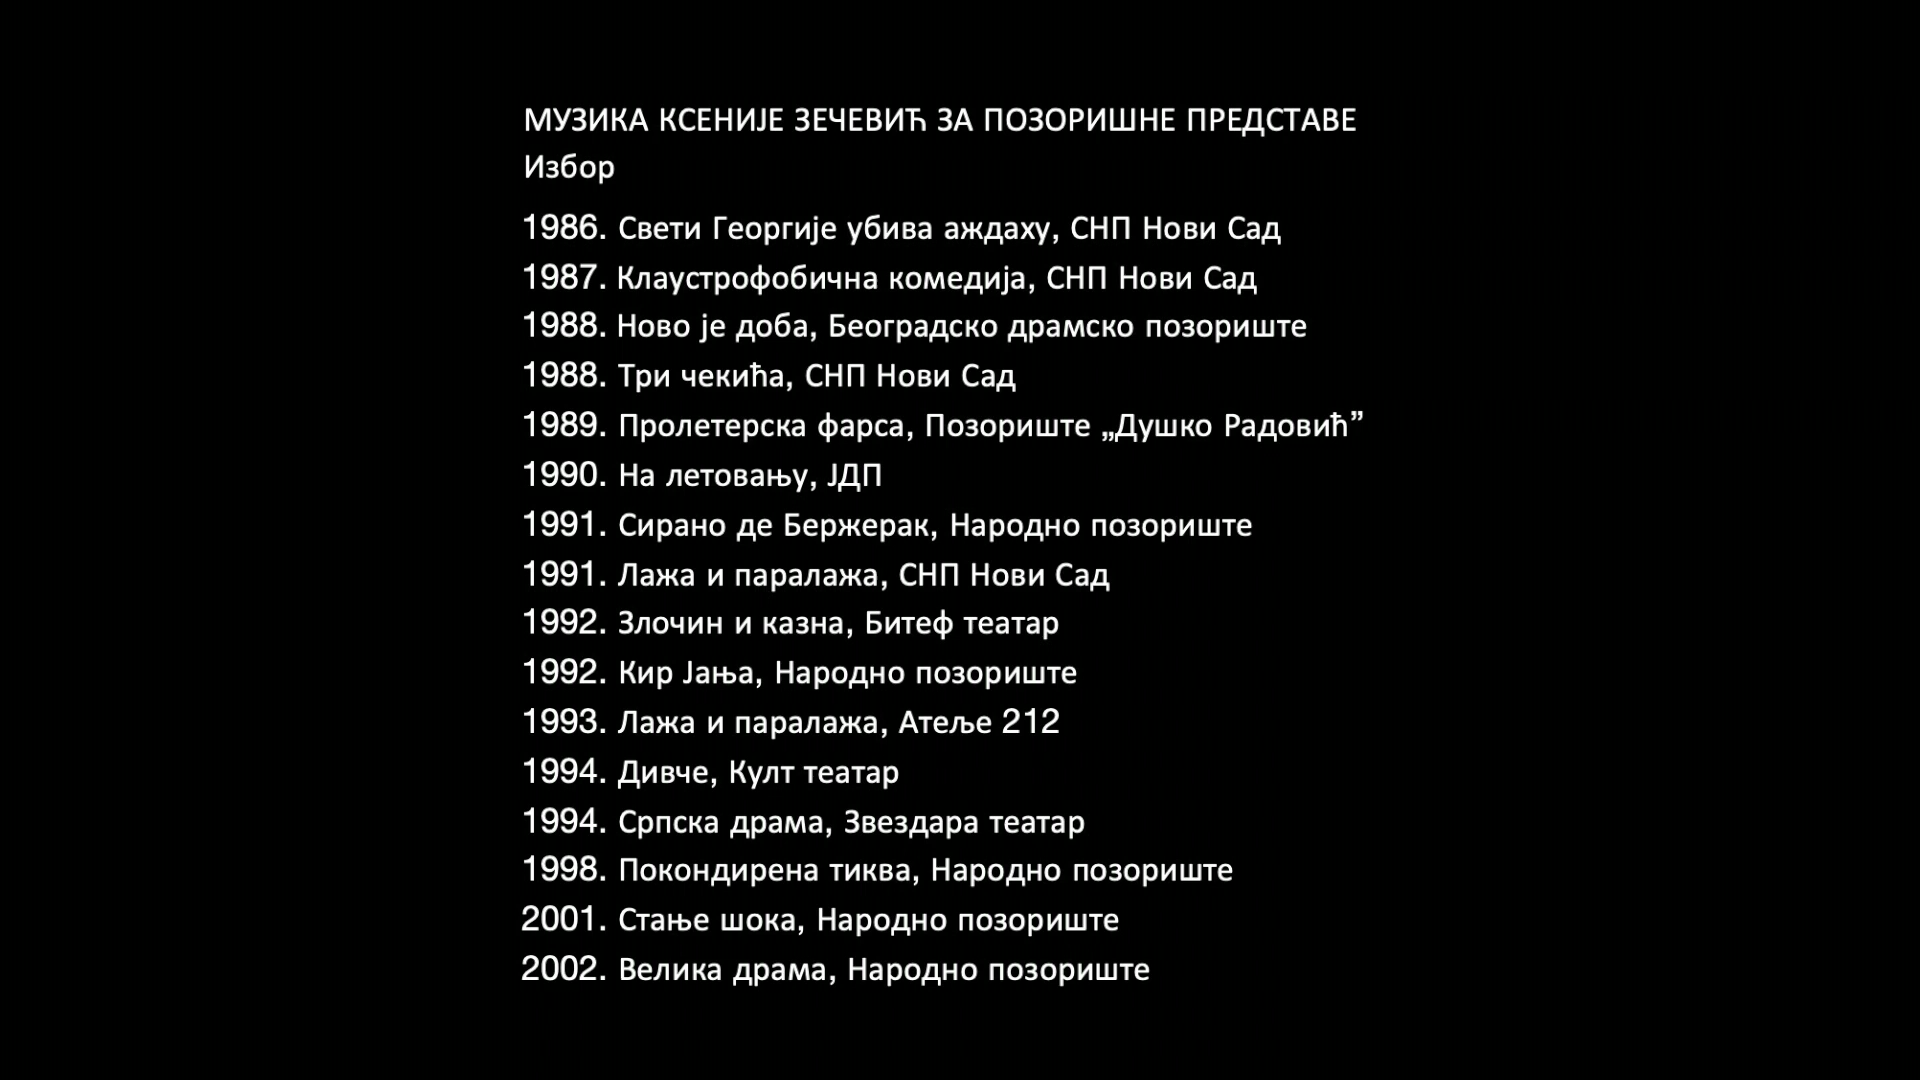 МУЗИКА КСЕНИЈЕ ЗЕЧЕВИЋ ЗА ПОЗОРИШНЕ ПРЕДСТАВЕ
Избор
1986. Свети Георгије убива аждаху, СНП Нови Сад
1987. Клаустрофобична комедија, СНП Нови Сад
1988. Ново је доба, Београдско драмско позориште
1988. Три чекића, СНП Нови Сад
1989. Пролетерска фарса, Позориште „Душко Радовић”
1990. На летовању, ЈДП
1991. Сирано де Бержерак, Народно позориште
1991. Лажа и паралажа, СНП Нови Сад
1992. Злочин и казна, Битеф театар
1992. Кир Јања, Народно позориште
1993. Лажа и паралажа, Атеље 212
1994. Дивче, Култ театар
1994. Српска драма, Звездара театар
1998. Покондирена тиква, Народно позориште
2001. Стање шока, Народно позориште
2002. Велика драма, Народно позориште